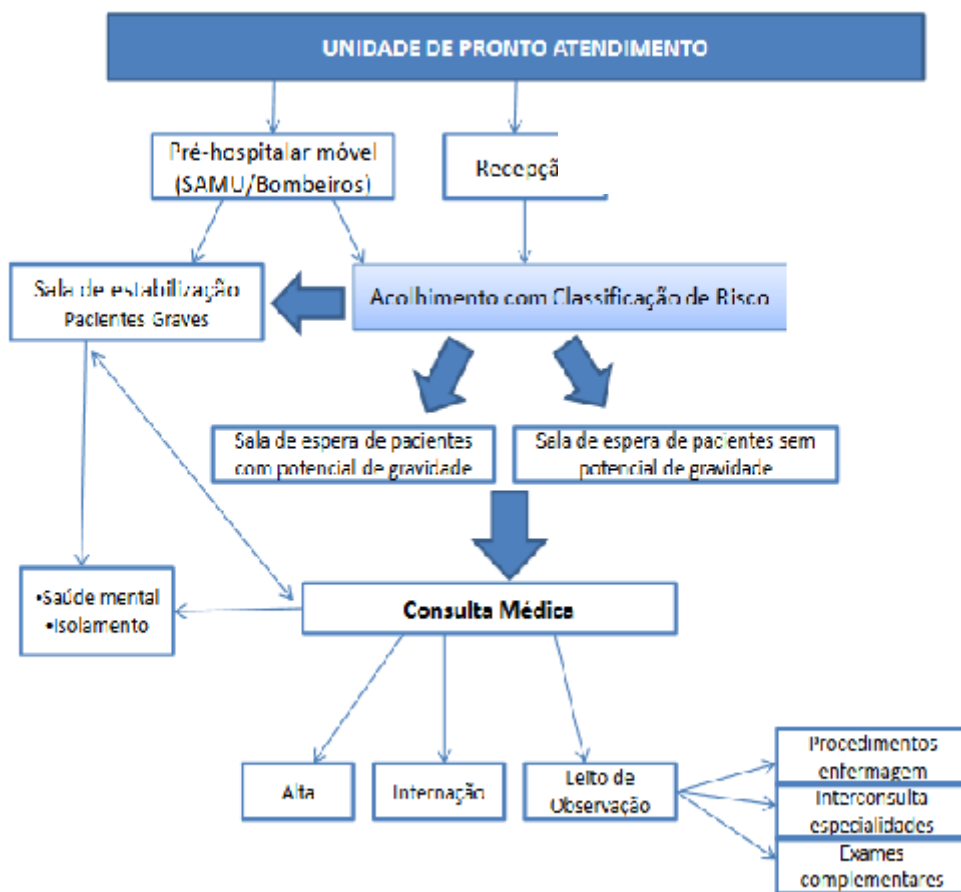 UNIDADE DE PRONTO ATENDIMENTO
Pré-hospitalar móvel
(SAMU/Bombeiros)
Recepçã
Sala de estabilização
Pacientes Graves
Acolhimento com Classificação de Risco
Sala de espera de pacientes
com potencial de gravidade
Sala de espera de pacientes sem
potencial de gravidade
•Saúde mental
•Isolamento
Consulta Médica
Alta
Internação
Leito de
Observação
Procedimentos
enfermagem
Interconsulta
especialidades
Exames
complementares